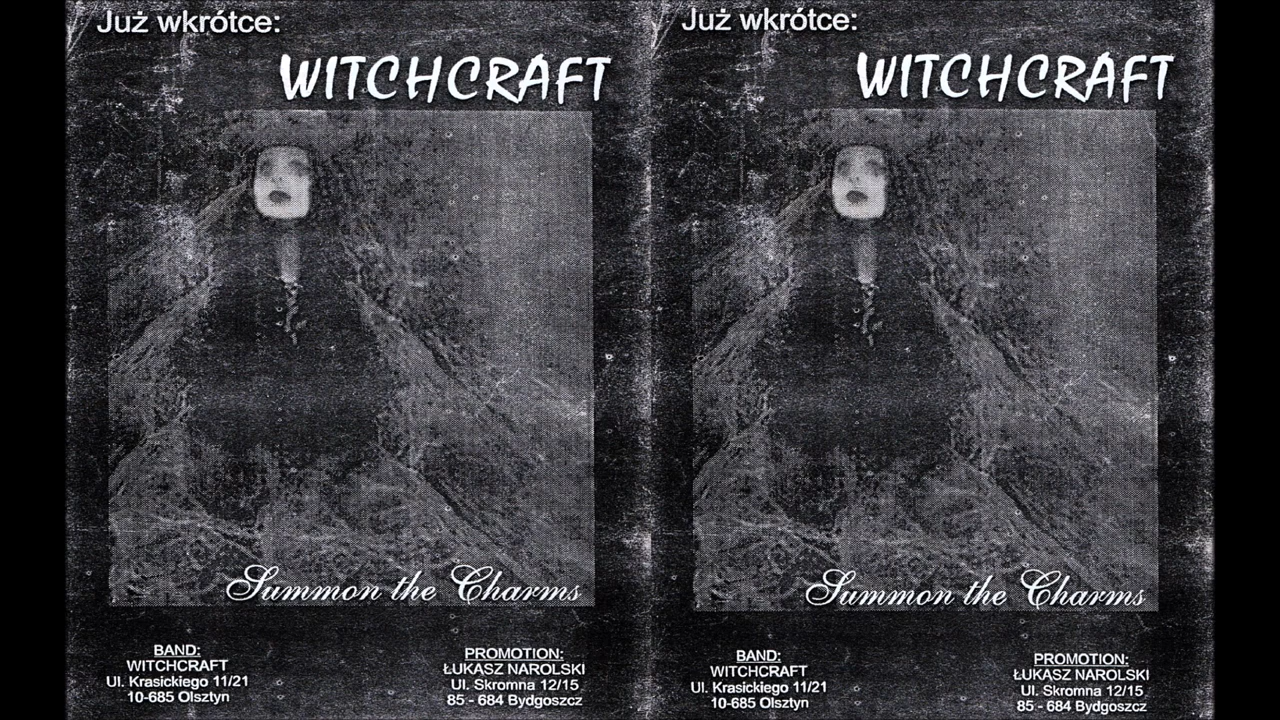 Już wkrótce:
WITCHCRAFT
Summon the Charms
BAND:
WITCHCRAFT
Ul. Krasickiego 11/21
10-685 Olsztyn
PROMOTION:
ŁUKASZ NAROLSKI
Ul. Skromna 12/15
85 - 684 Bydgoszcz
Już wkrótce:
WITCHCRAFT
Summon the Charms
BAND:
WITCHCRAFT
Ul. Krasickiego 11/21
10-685 Olsztyn
PROMOTION:
ŁUKASZ NAROLSKI
Ul. Skromna 12/15
85 - 684 Bydgoszcz